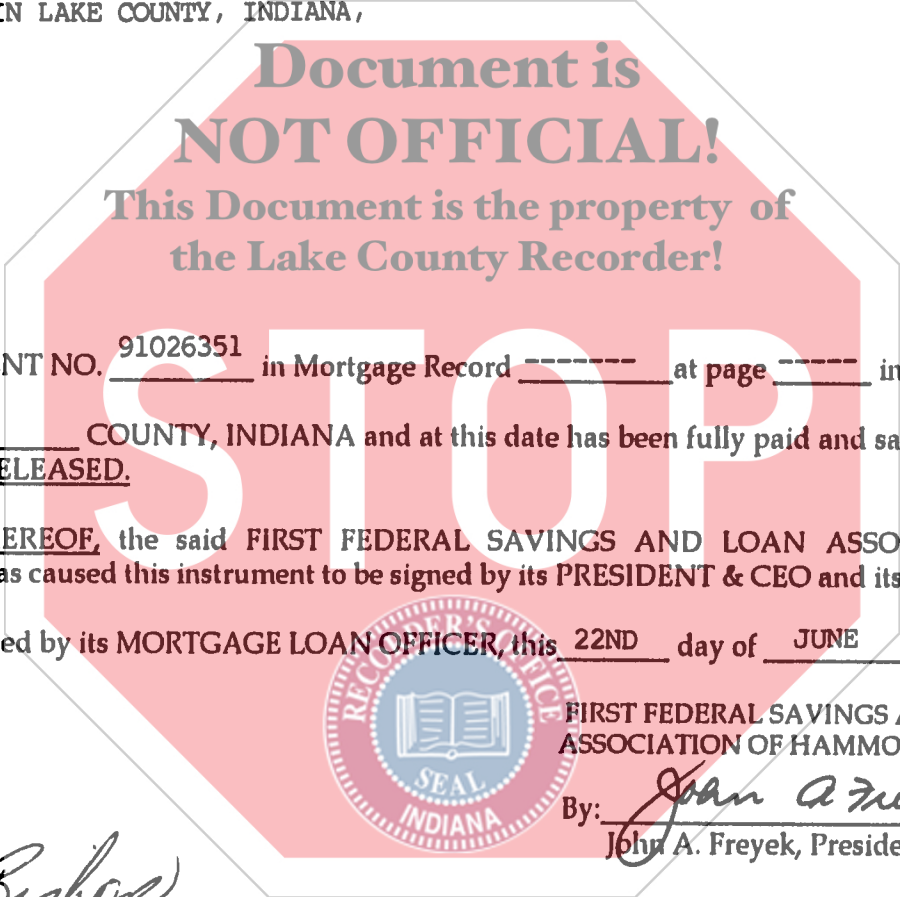 IN LAKE COUNTY, INDIANA,
Document is
NOT OFFICIAL!
This Document is the property of
the Lake County Recorder!
STOP
NT NO. 91026351 in Mortgage Record ------- at page ----- in
COUNTY, INDIANA and at this date has been fully paid and sa
ELEASED.
EREOF, the said FIRST FEDERAL SAVINGS AND LOAN ASSO
as caused this instrument to be signed by its PRESIDENT & CEO and its
ed by its MORTGAGE LOAN OFFICER, this 22ND day of JUNE
RECORDER'S OFFICE
SEAL
INDIANA
FIRST FEDERAL SAVINGS A
ASSOCIATION OF HAMMO
By: John A Fre
John A. Freyek, Preside